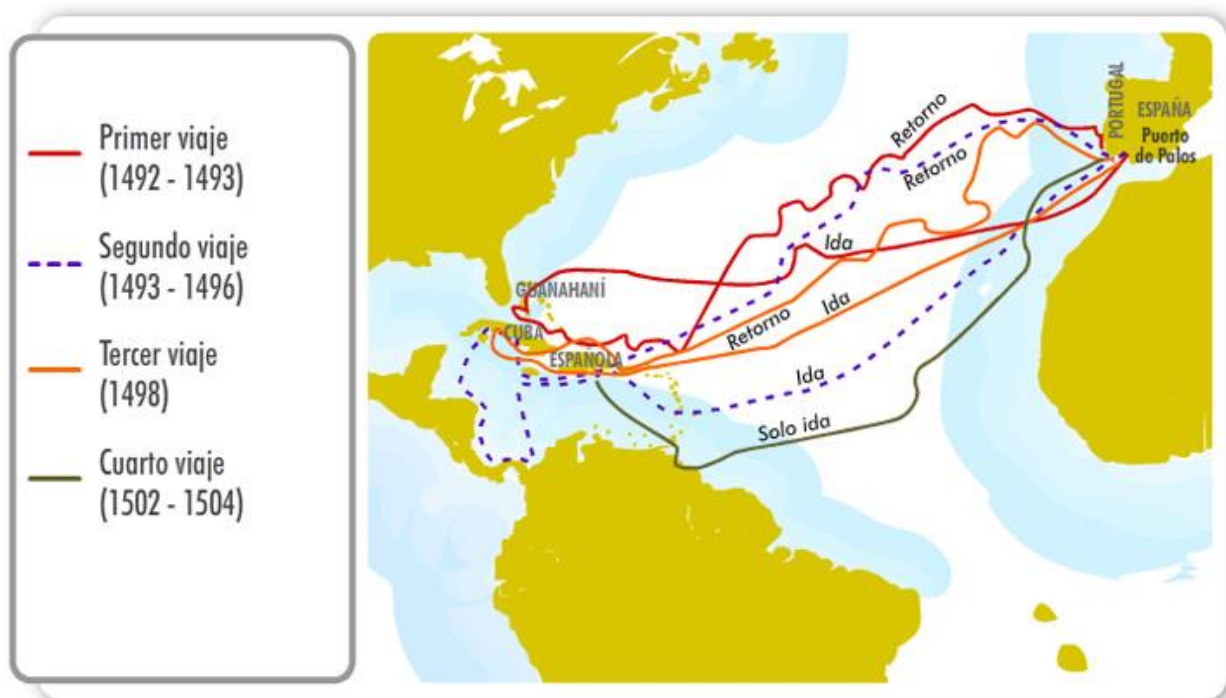 Primer viaje
(1492 - 1493)
Segundo viaje
(1493 - 1496)
Tercer viaje
(1498)
Cuarto viaje
(1502 - 1504)
PORTUGAL
ESPAÑA
Puerto
de Palos
Retorno
Retorno
Ida
GUANAHANÍ
CUBA
ESPAÑOLA
Retorno
Ida
Ida
Solo ida